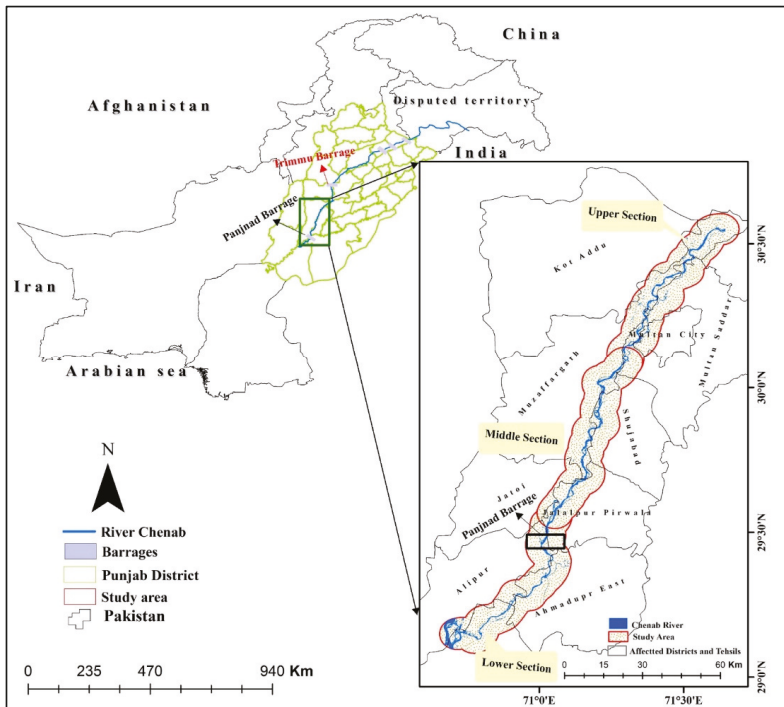 China
Afghanistan
Disputed territory
Trimmu Barrage
India
Panjnad Barrage
Iran
Arabian sea
N
River Chenab
Barrages
Punjab District
Study area
Pakistan
0 235 470 940 Km
Upper Section
Kot Addu
Multan City
Multan Saddar
Muzaffargath
Shujabad
Middle Section
Jatoi
Panjnad Barrage
Jalalpur Pirwala
Alipur
Ahmadupr East
Lower Section
Chenab River
Study Area
Affectted Districts and Tehsils
0 15 30 60 Km
30°30'N
30°0'N
29°30'N
29°0'N
71°0'E 71°30'E